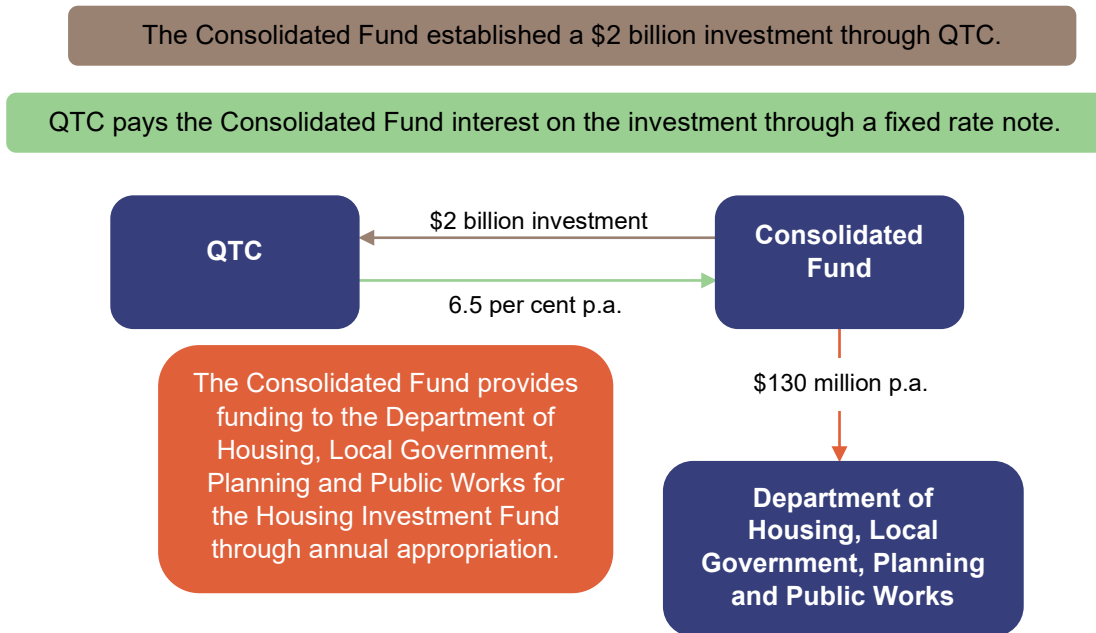 The Consolidated Fund established a $2 billion investment through QTC.
QTC pays the Consolidated Fund interest on the investment through a fixed rate note.
QTC
$2 billion investment
6.5 per cent p.a.
Consolidated
Fund
The Consolidated Fund provides
funding to the Department of
Housing, Local Government,
Planning and Public Works for
the Housing Investment Fund
through annual appropriation.
$130 million p.a.
Department of
Housing, Local
Government, Planning
and Public Works